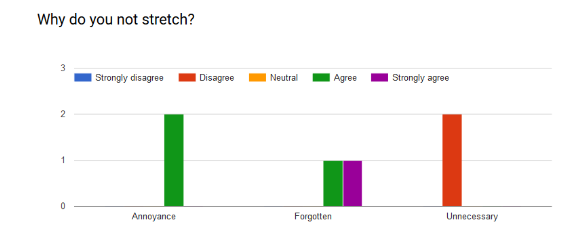 Why do you not stretch?
3
Strongly disagree Disagree Neutral Agree Strongly agree
2
1
0
Annoyance Forgotten Unnecessary